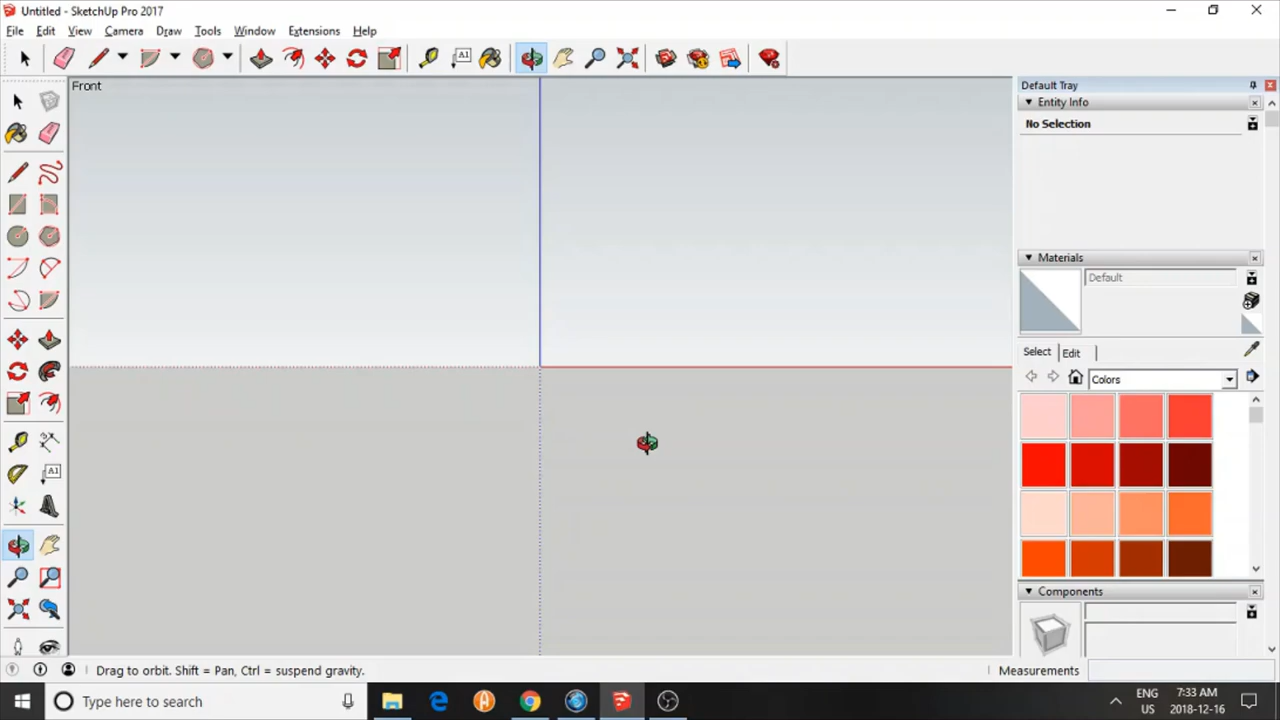 Untitled - SketchUp Pro 2017
File Edit View Camera Draw Tools Window Extensions Help
A1
Front
Default Tray
Entity Info
No Selection
Materials
Default
Select Edit
Colors
A1
Components
Drag to orbit. Shift = Pan, Ctrl = suspend gravity.
Measurements
Type here to search
ENG
US
7:33 AM
2018-12-16